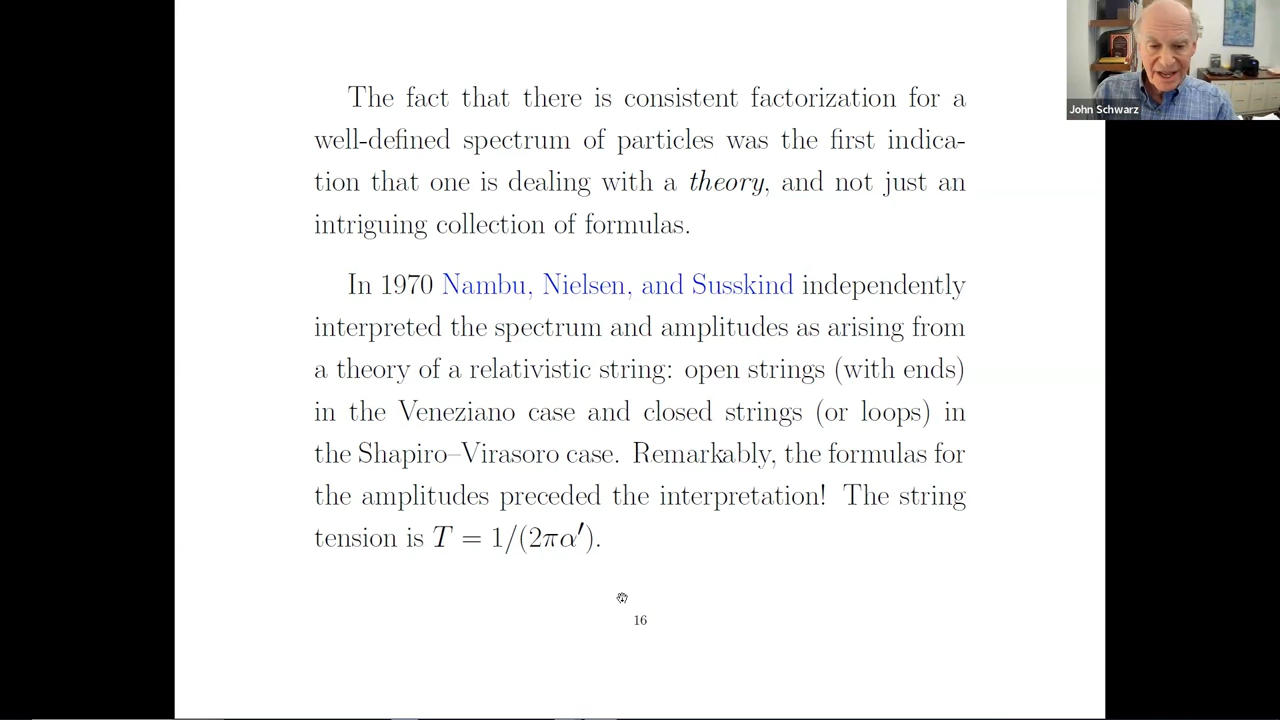 The fact that there is consistent factorization for a
well-defined spectrum of particles was the first indica-
tion that one is dealing with a theory, and not just an
intriguing collection of formulas.
In 1970 Nambu, Nielsen, and Susskind independently
interpreted the spectrum and amplitudes as arising from
a theory of a relativistic string: open strings (with ends)
in the Veneziano case and closed strings (or loops) in
the Shapiro–Virasoro case. Remarkably, the formulas for
the amplitudes preceded the interpretation! The string
tension is T = 1/(2πα′).
16
John Schwarz